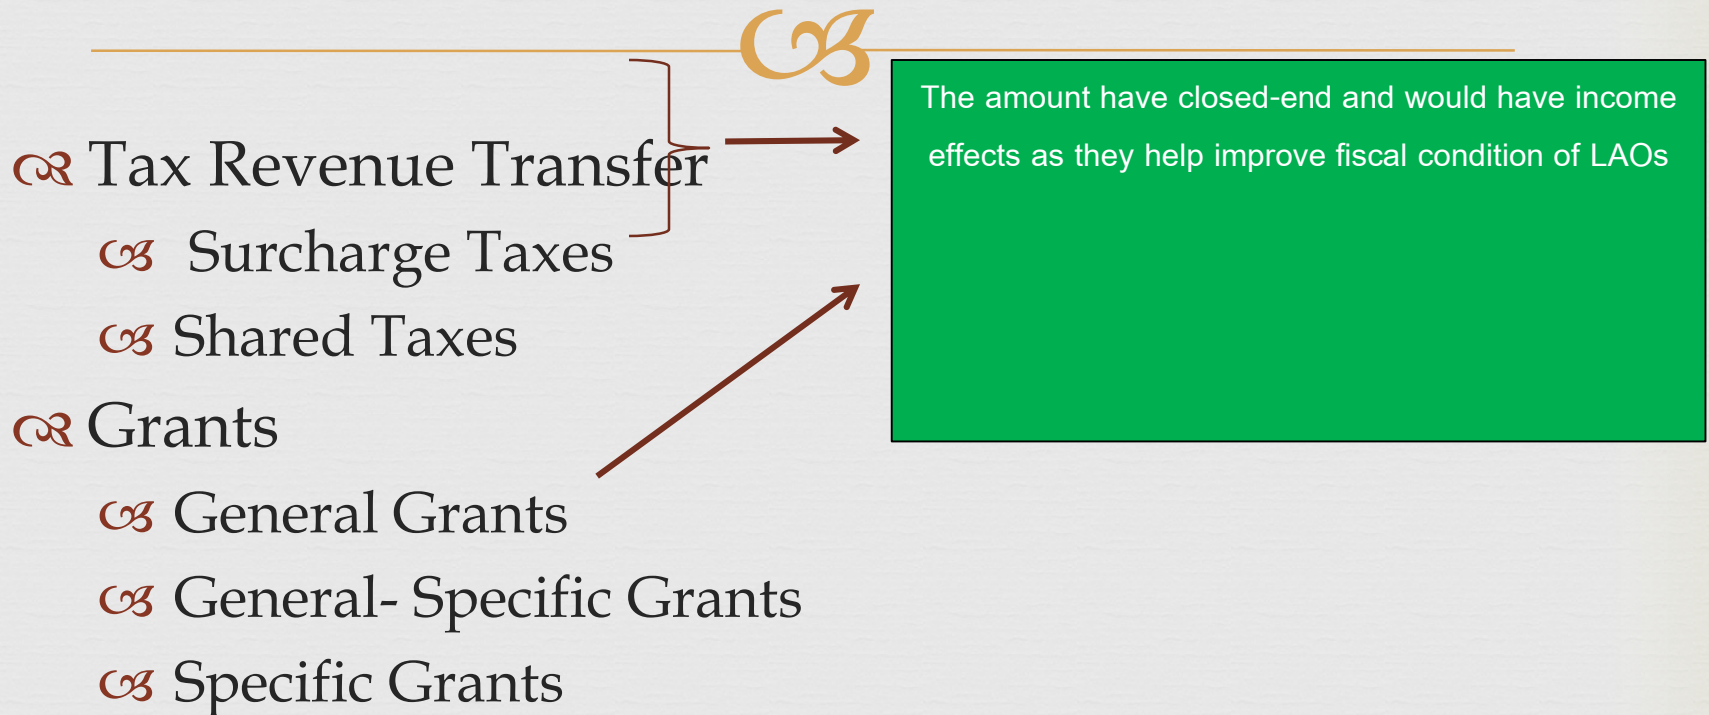 The amount have closed-end and would have income
effects as they help improve fiscal condition of LAOs
Tax Revenue Transfer
Surcharge Taxes
Shared Taxes
Grants
General Grants
General- Specific Grants
Specific Grants